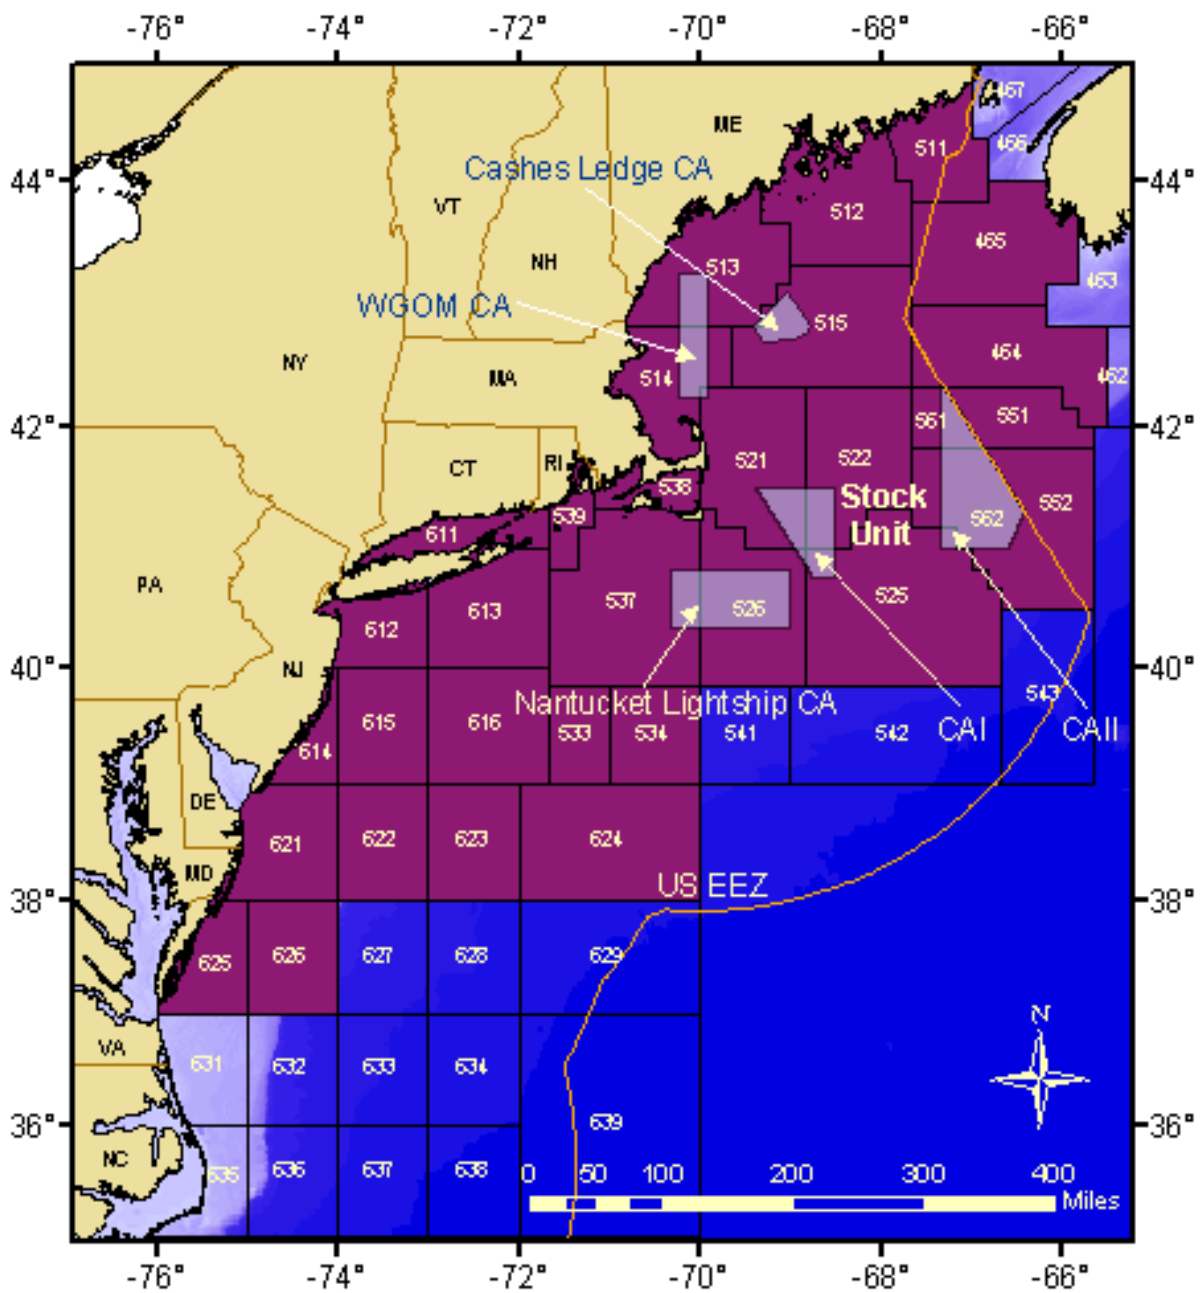 -76° -74° -72° -70° -68° -66°
467
ME
466
511
Cashes Ledge CA
44° 44°
VT
512
465
NH
513
463
WGOM CA
515
464
NY
MA
514
462
561 551
42° 42°
CT RI
521 522
538
Stock
552
539
562
Unit
611
PA
537 526 525
613
612
40° 40°
NJ
543
Nantucket Lightship CA
615 616
533 534 541 542
CAI CAII
614
DE
621 622 623 624
MD
US EEZ
38° 38°
625 626 627 628 629
N
VA
631 632 633 634
36° 36°
639
NC
635 636 637 638
0 50 100 200 300 400
Miles
-76° -74° -72° -70° -68° -66°